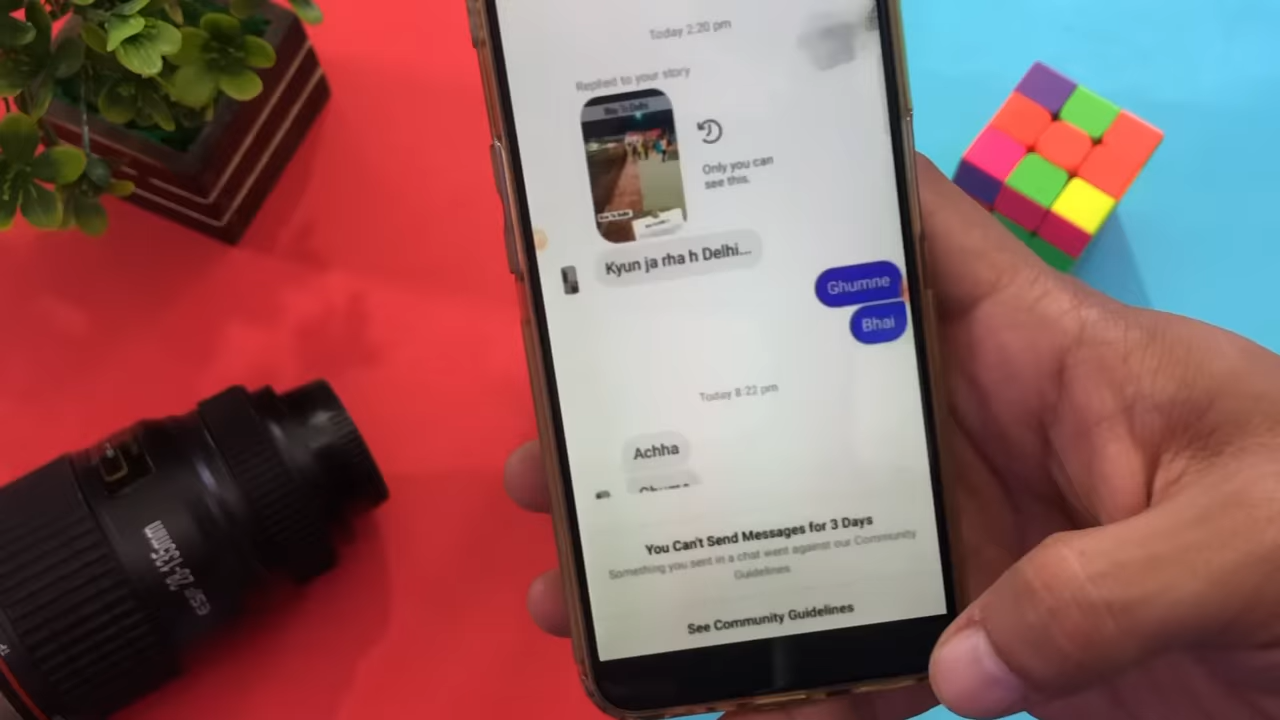 Today 2:20 pm
Replied to your story
Only you can
see this.
Kyun ja rha h Delhi...
Ghumne
Bhai
Today 8:22 pm
Achha
You Can't Send Messages for 3 Days
Something you sent in a chat went against our Community
Guidelines.
See Community Guidelines
28-135mm